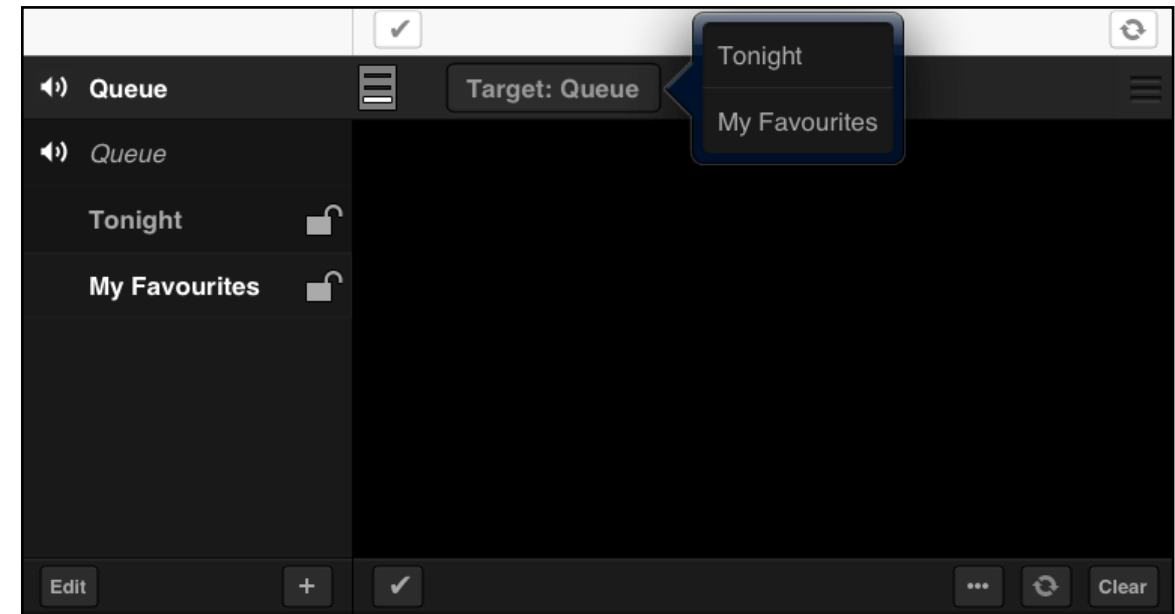 Queue
Target: Queue
Tonight
My Favourites
Queue
Tonight
My Favourites
Edit
+
Clear